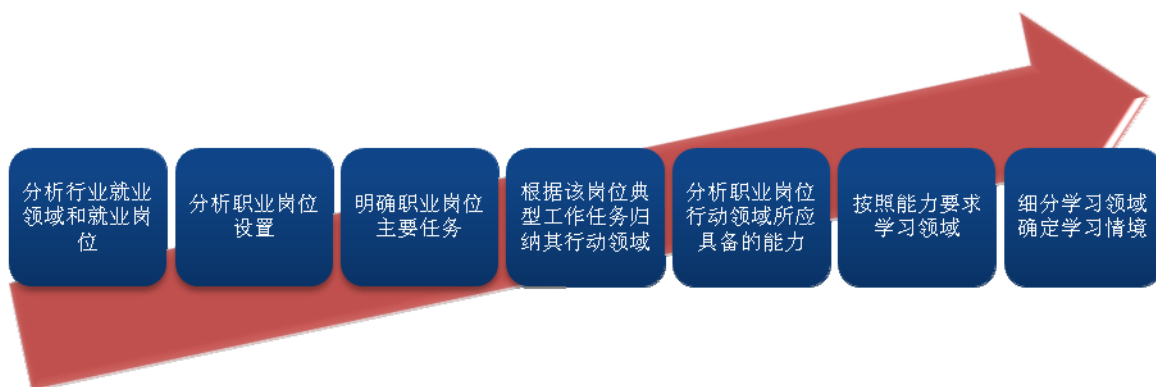 分析行业就业
领域和就业岗
位
分析职业岗位
设置
明确职业岗位
主要任务
根据该岗位典
型工作任务归
纳其行动领域
分析职业岗位
行动领域所应
具备的能力
按照能力要求
学习领域
细分学习领域
确定学习情境